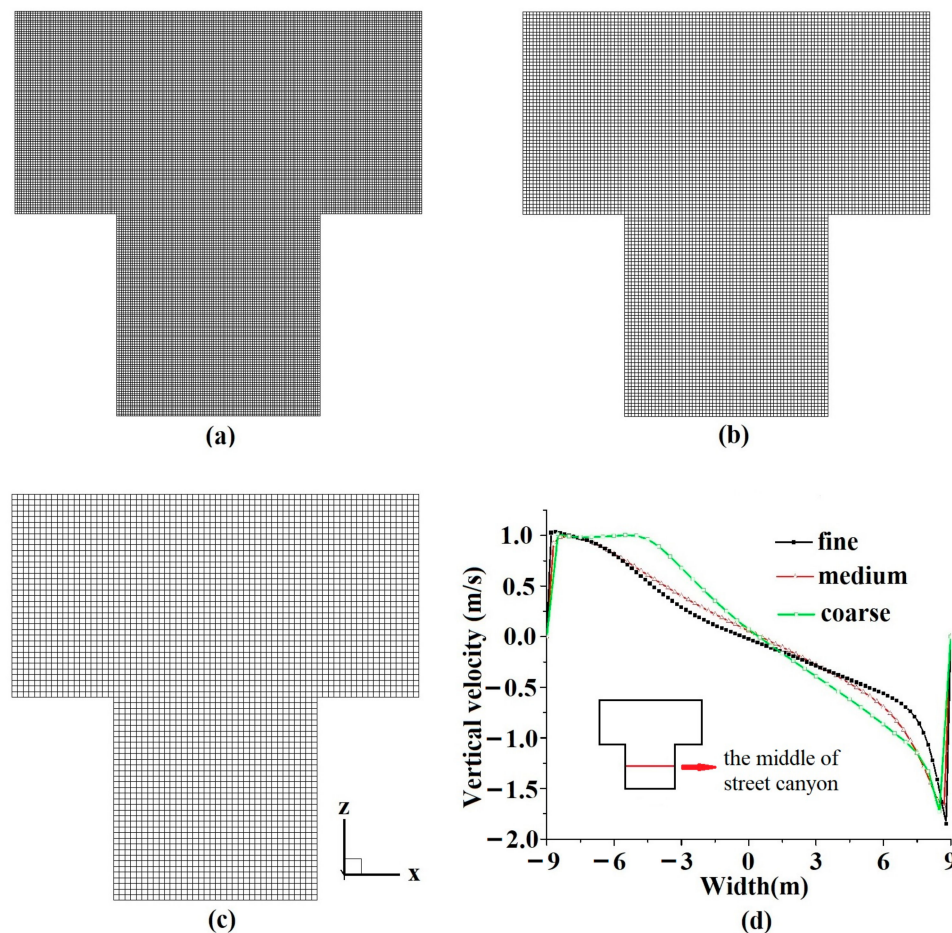 (a)
(b)
z
x
(c)
Vertical velocity (m/s)
1.0
0.5
0.0
−0.5
−1.0
−1.5
−2.0
fine
medium
coarse
the middle of
street canyon
−9 −6 −3 0 3 6 9
Width(m)
(d)